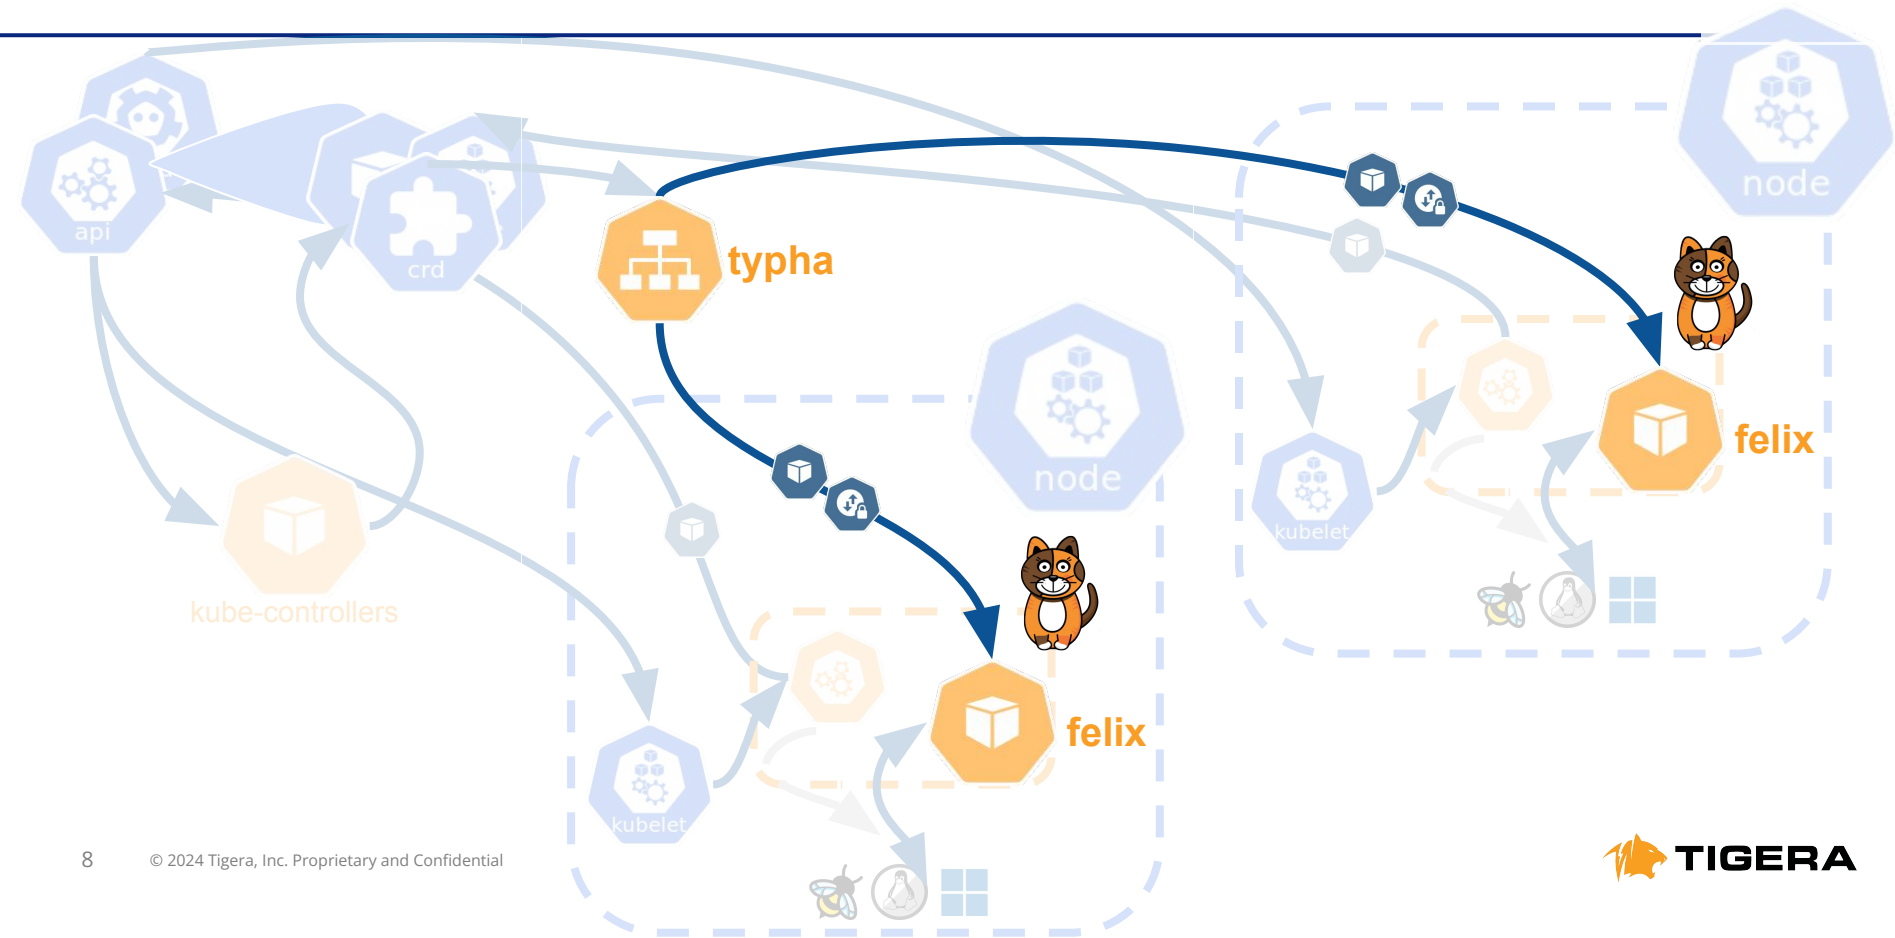 node
api
crd
typha
node
felix
kubelet
kube-controllers
felix
kubelet
8
© 2024 Tigera, Inc. Proprietary and Confidential
TIGERA